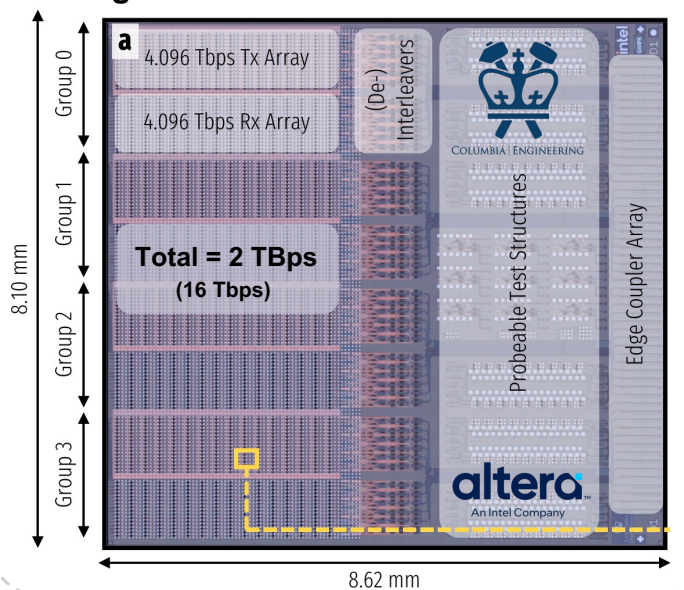 a
4.096 Tbps Tx Array
4.096 Tbps Rx Array
(De-)
Interleavers
COLUMBIA ENGINEERING
Group 0
Group 1
Group 2
Group 3
8.10 mm
Total = 2 TBps
(16 Tbps)
Probeable Test Structures
Edge Coupler Array
intel
altera
TM
An Intel Company
8.62 mm